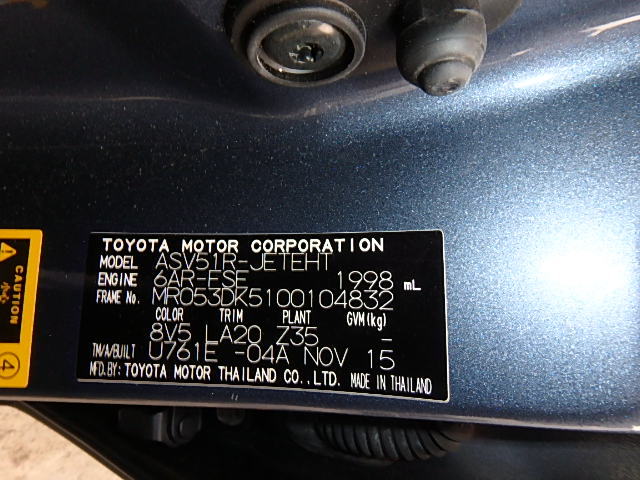 TOYOTA MOTOR CORPORATION
MODEL ASV51R-JETEHT
ENGINE 6AR-FSE 1998 mL
FRAME No. MR053DK5100104832
COLOR TRIM PLANT GVM(kg)
8V5 LA20 Z35 -
TM/A/BUILT U761E -04A NOV 15
MFD.BY: TOYOTA MOTOR THAILAND CO.,LTD. MADE IN THAILAND
CAUTION
4